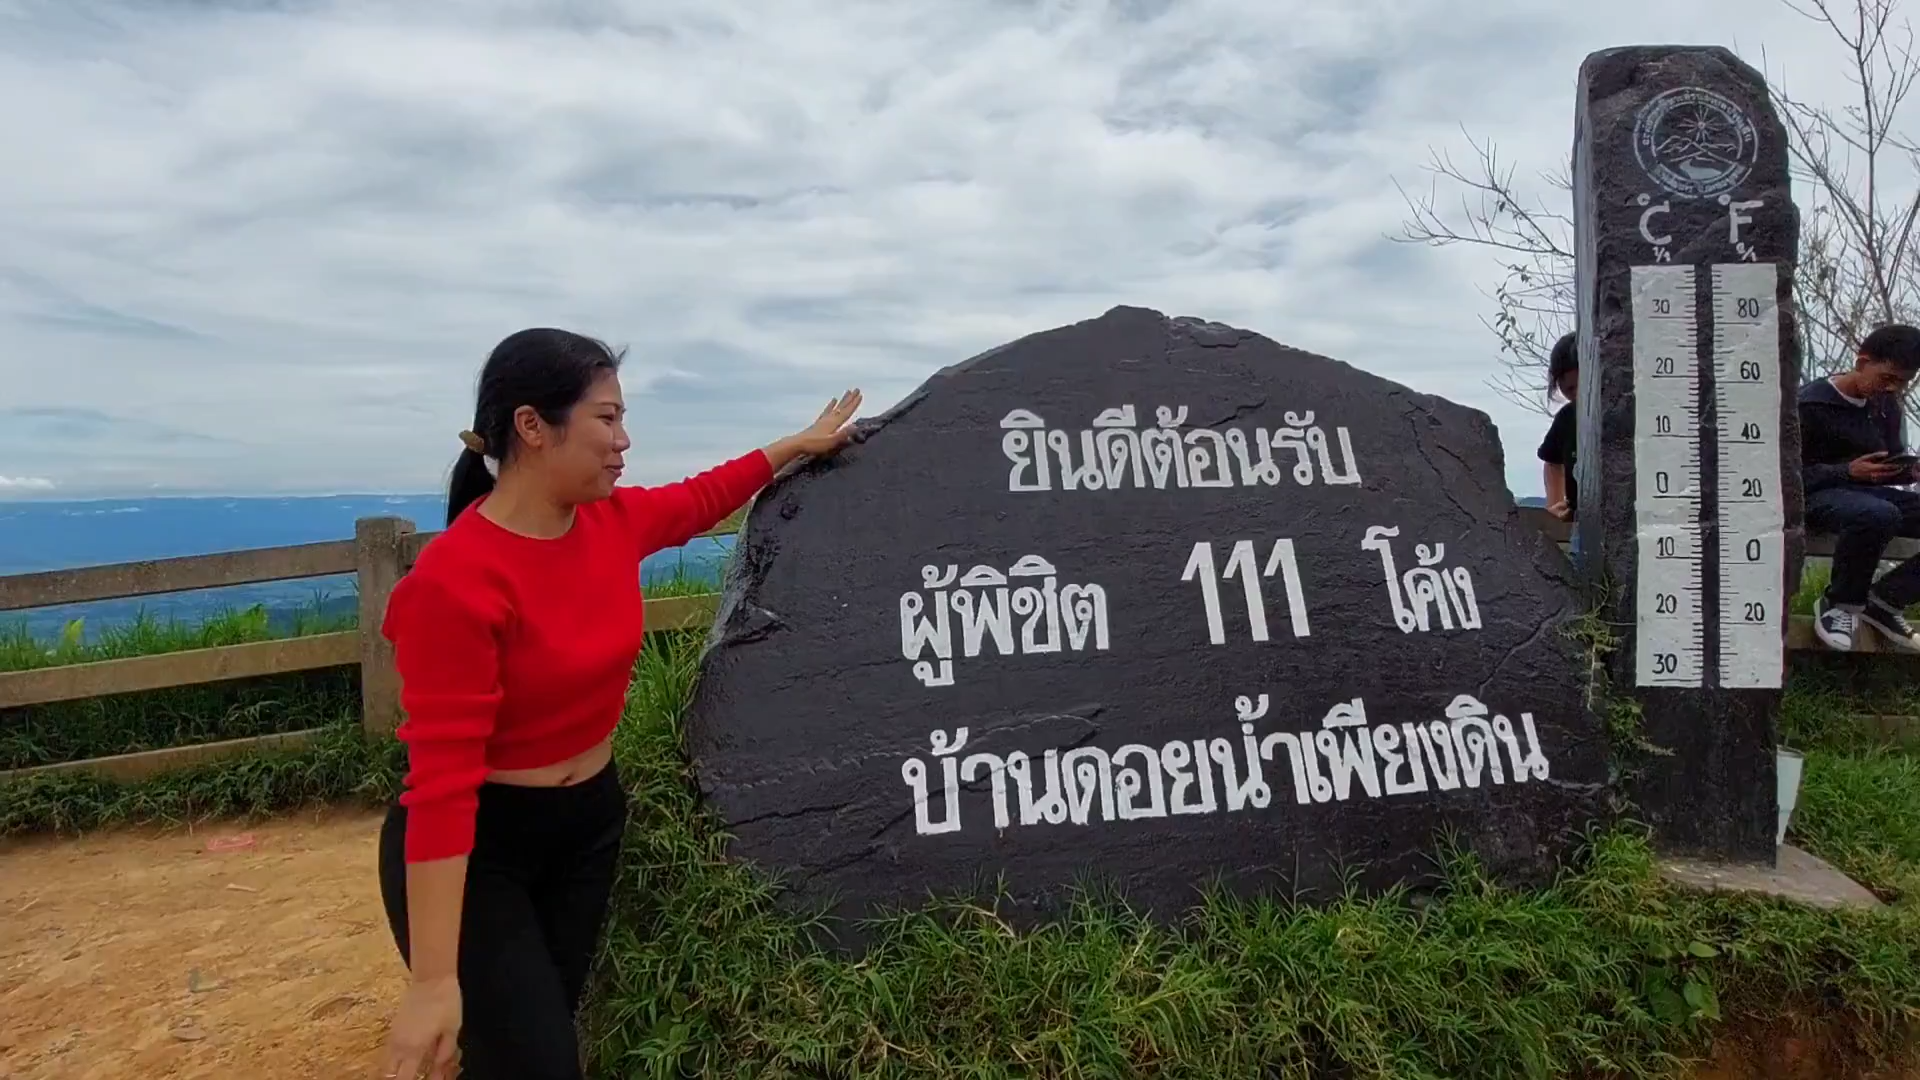 ยินดีต้อนรับ
ผู้พิชิต 111 โค้ง
บ้านดอยน้ำเพียงดิน
°C °F
30 80
20 60
10 40
0 20
10 0
20 20
30